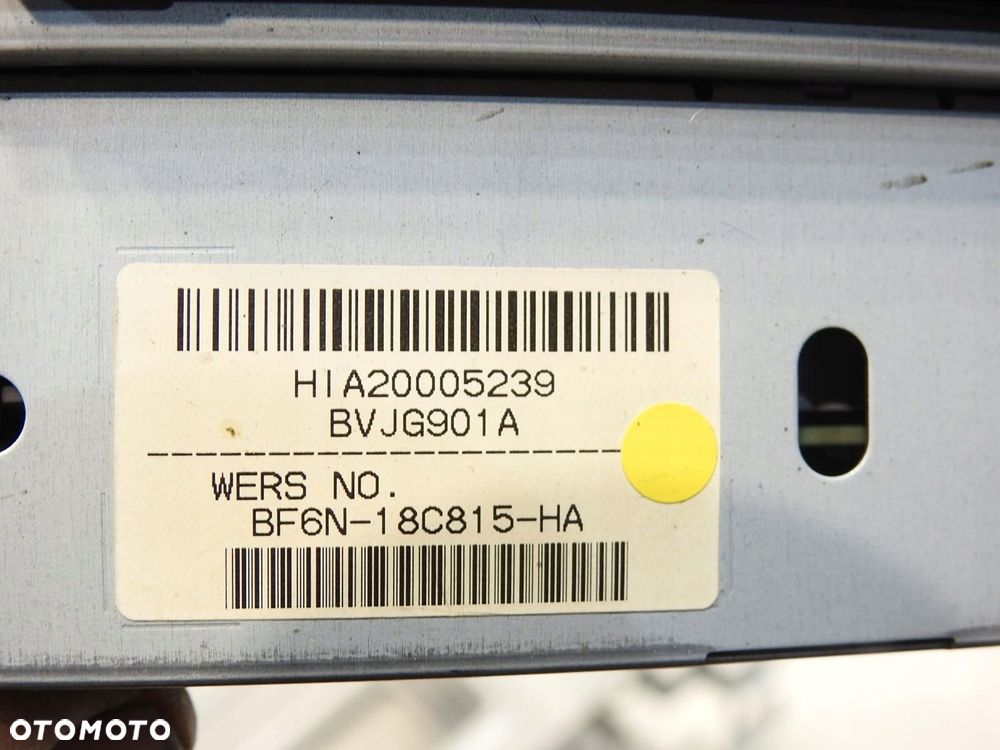 HIA20005239
BVJG901A
WERS NO.
BF6N-18C815-HA
OTOMOTO